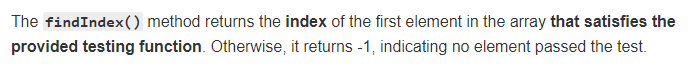 The findIndex() method returns the index of the first element in the array that satisfies the
provided testing function. Otherwise, it returns -1, indicating no element passed the test.